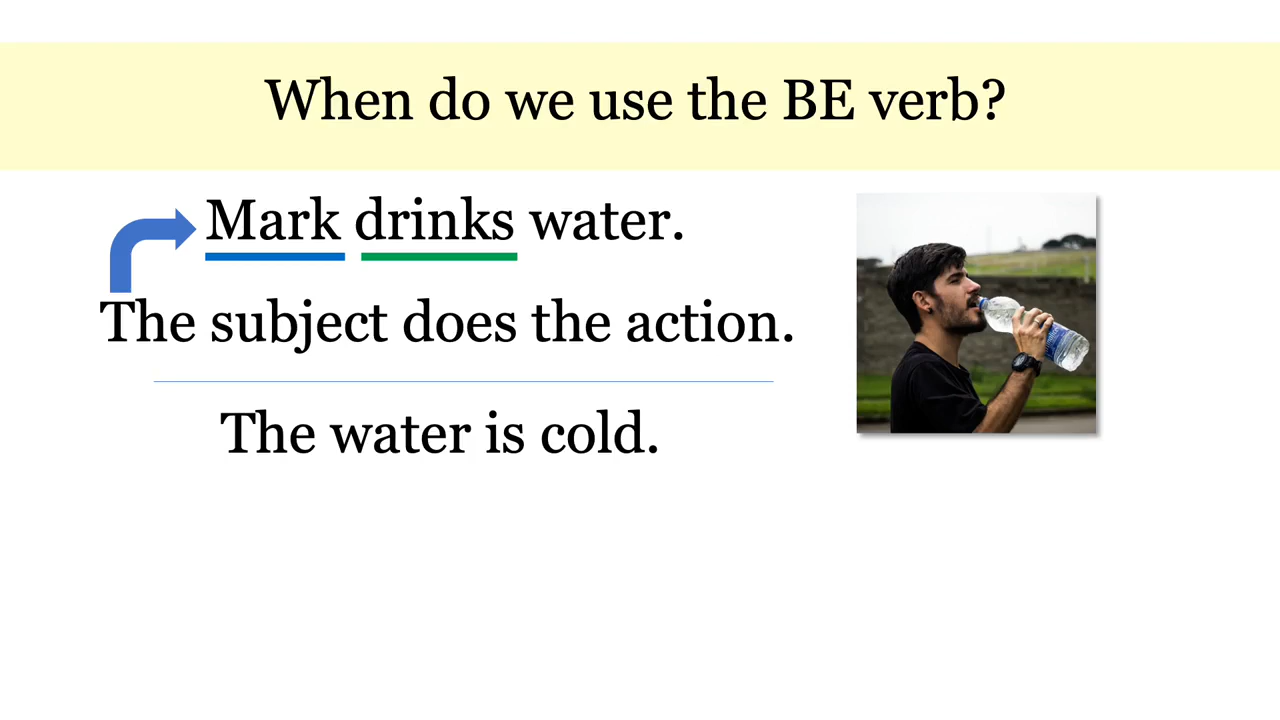 When do we use the BE verb?
Mark drinks water.
The subject does the action.
The water is cold.